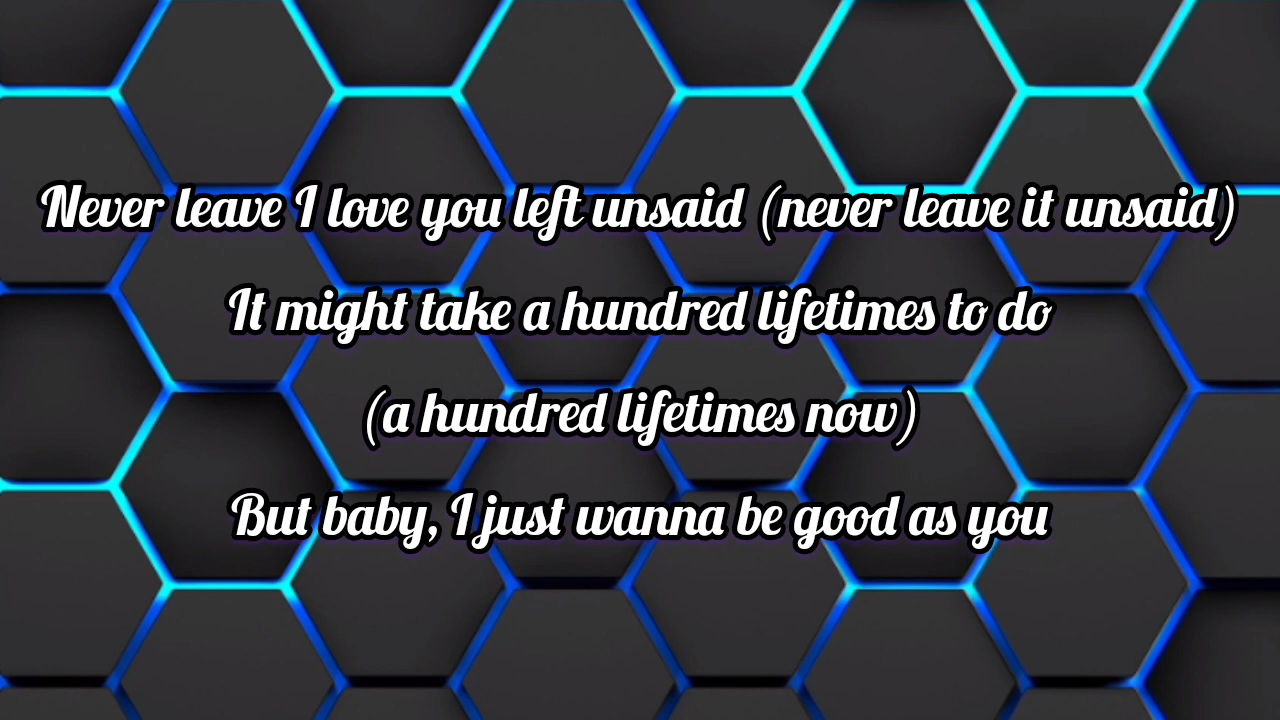 Never leave I love you left unsaid (never leave it unsaid)
It might take a hundred lifetimes to do
(a hundred lifetimes now)
But baby, I just wanna be good as you